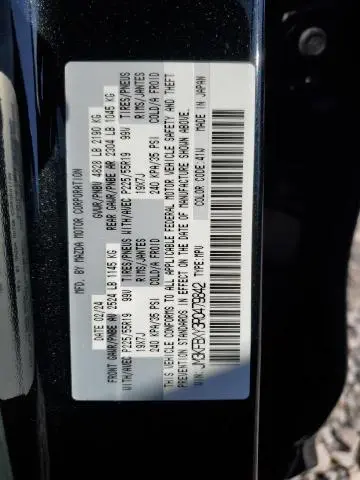 MFD. BY MAZDA MOTOR CORPORATION
DATE: 02/24 GVWR/PNBV 4828 LB 2190 KG
FRONT GAWR/PNBE AV 2524 LB 1145 KG REAR GAWR/PNBE AR 2304 LB 1045 KG
WITH/AVEC P225/55R19 99V TIRES/PNEUS WITH/AVEC P225/55R19 99V TIRES/PNEUS
19X7J RIMS/JANTES 19X7J RIMS/JANTES
240 KPA/35 PSI COLD/A FROID 240 KPA/35 PSI COLD/A FROID
THIS VEHICLE CONFORMS TO ALL APPLICABLE FEDERAL MOTOR VEHICLE SAFETY AND THEFT
PREVENTION STANDARDS IN EFFECT ON THE DATE OF MANUFACTURE SHOWN ABOVE. MADE IN JAPAN
VIN: JM3KFBXY3R0479842 TYPE: MPV COLOR CODE:41W